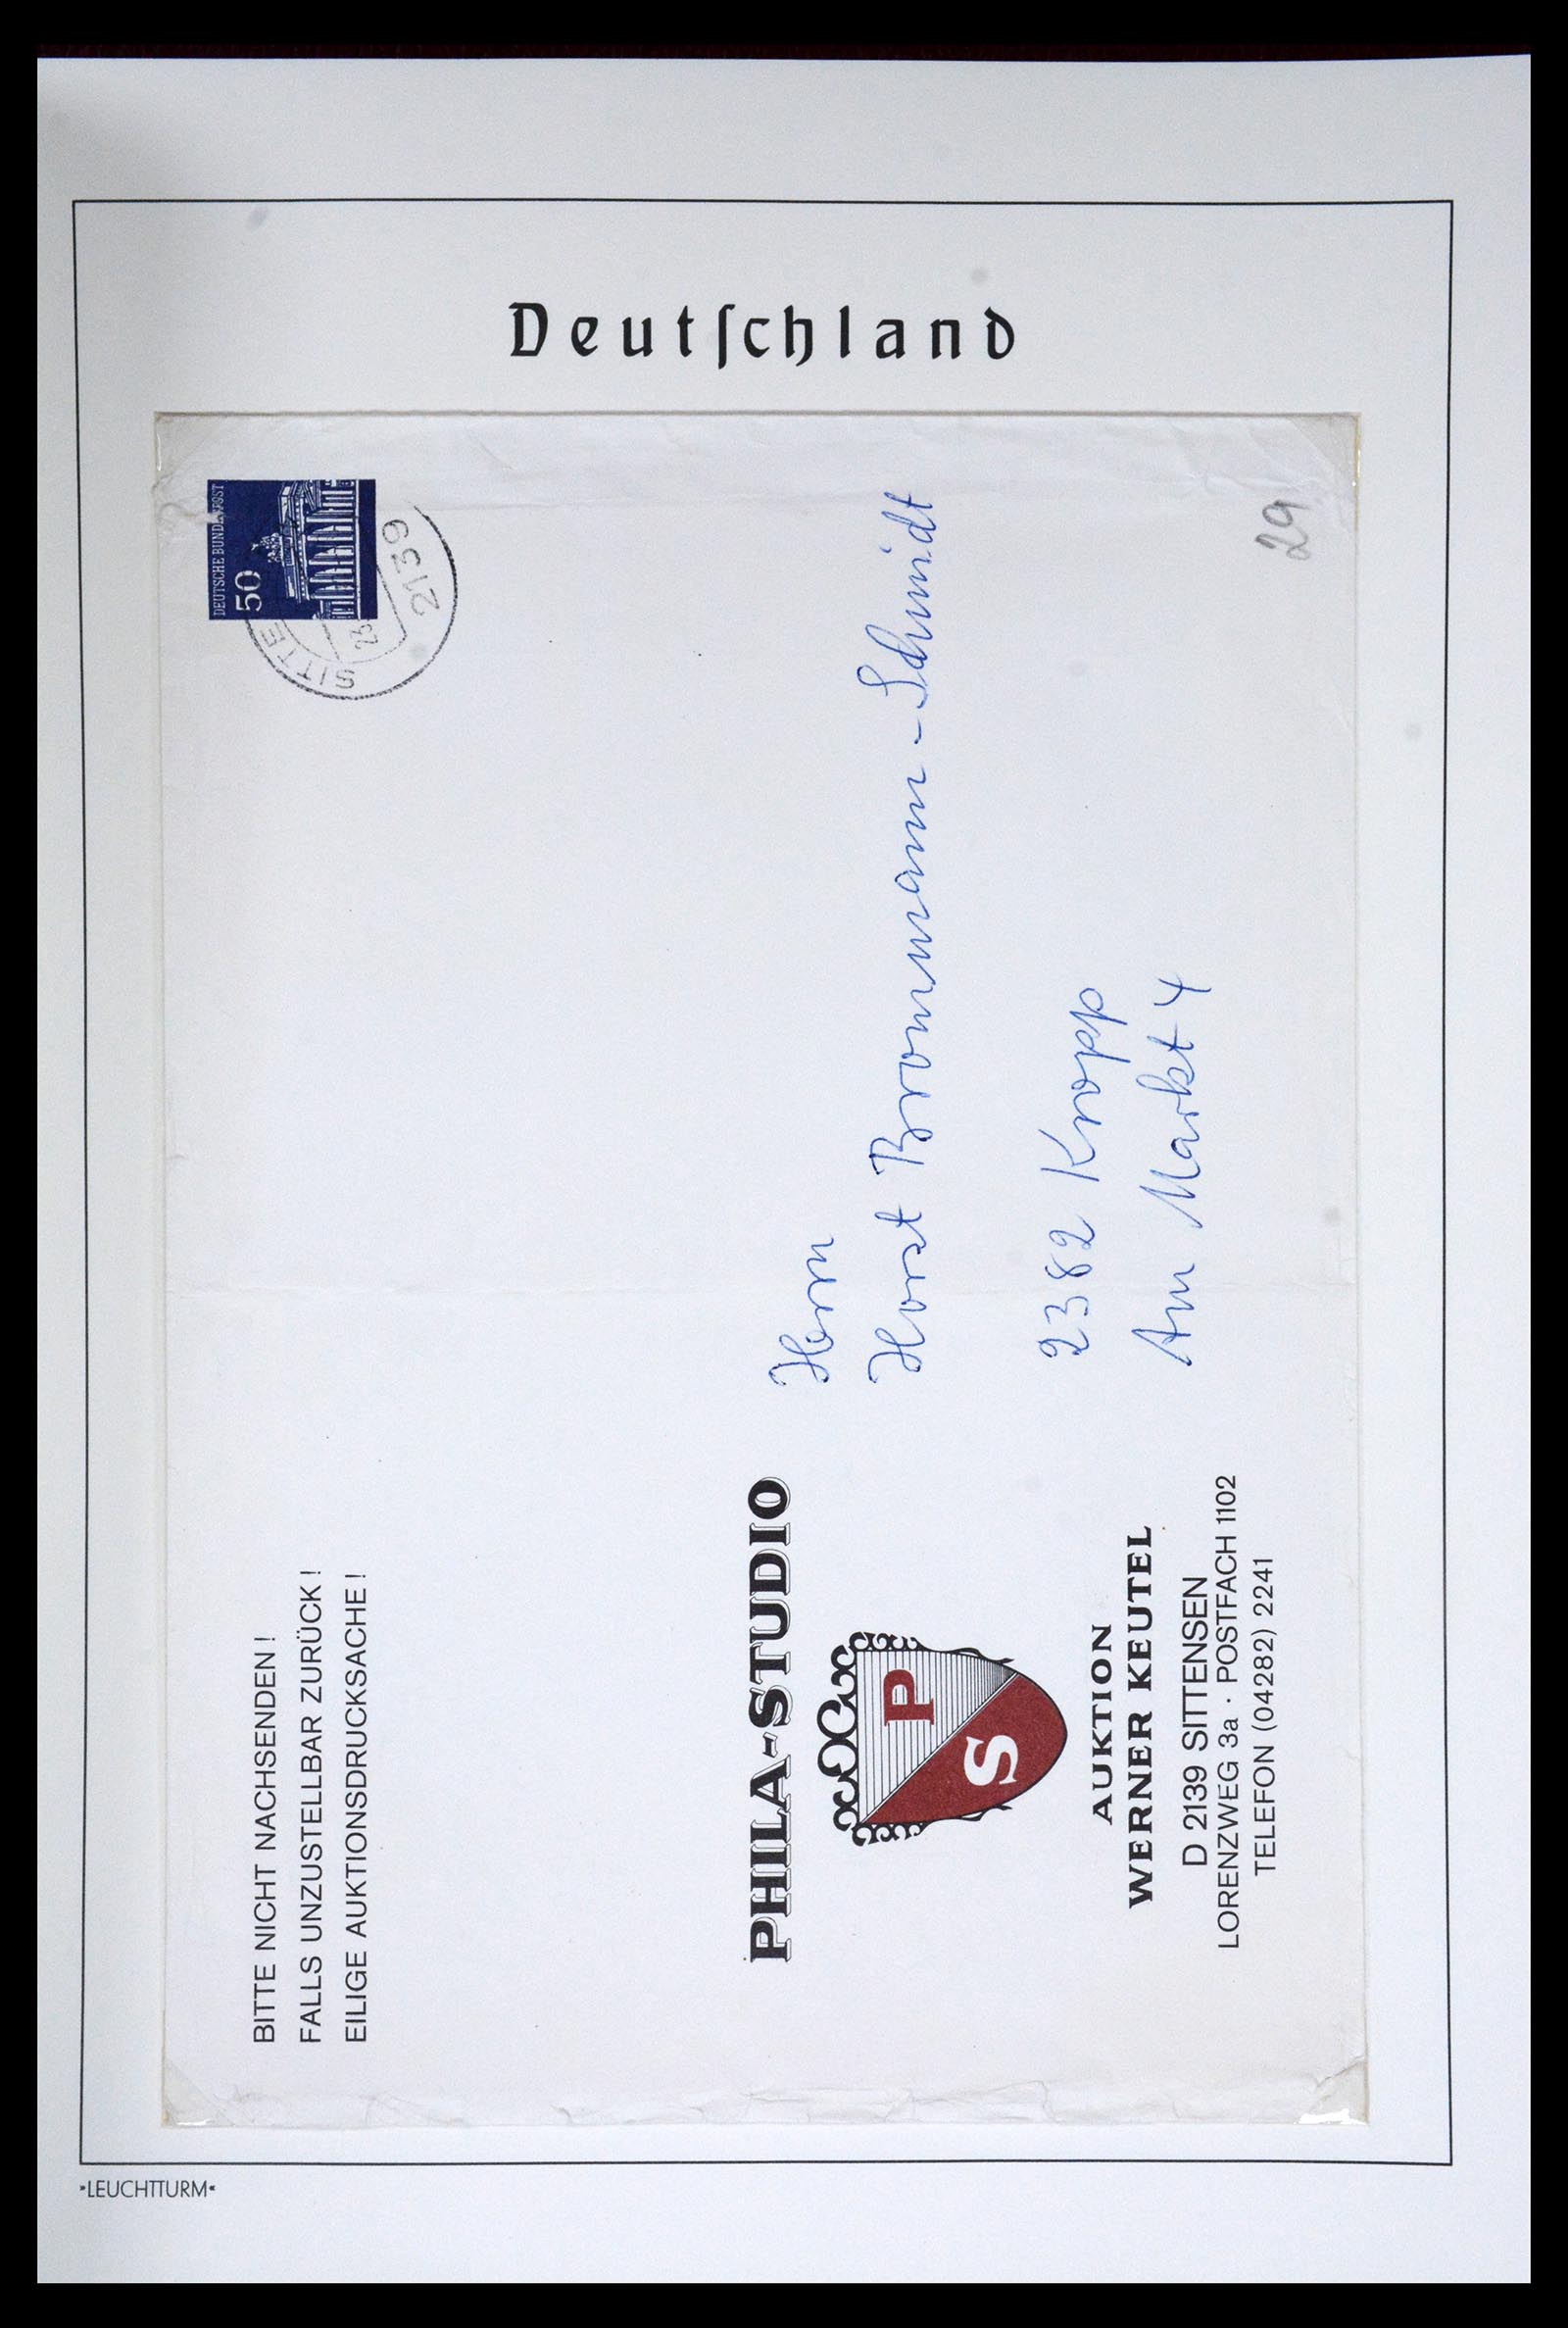 Deutſchland
BITTE NICHT NACHSENDEN!
FALLS UNZUSTELLBAR ZURÜCK!
EILIGE AUKTIONSDRUCKSACHE!
DEUTSCHE BUNDESPOST
50
SITTE
23
2139
Herrn
Horst Brommann-Schmidt
2382 Kropp
Am Markt 4
PHILA-STUDIO
P
S
AUKTION
WERNER KEUTEL
D 2139 SITTENSEN
LORENZWEG 3a · POSTFACH 1102
TELEFON (04282) 2241
29
»LEUCHTTURM«